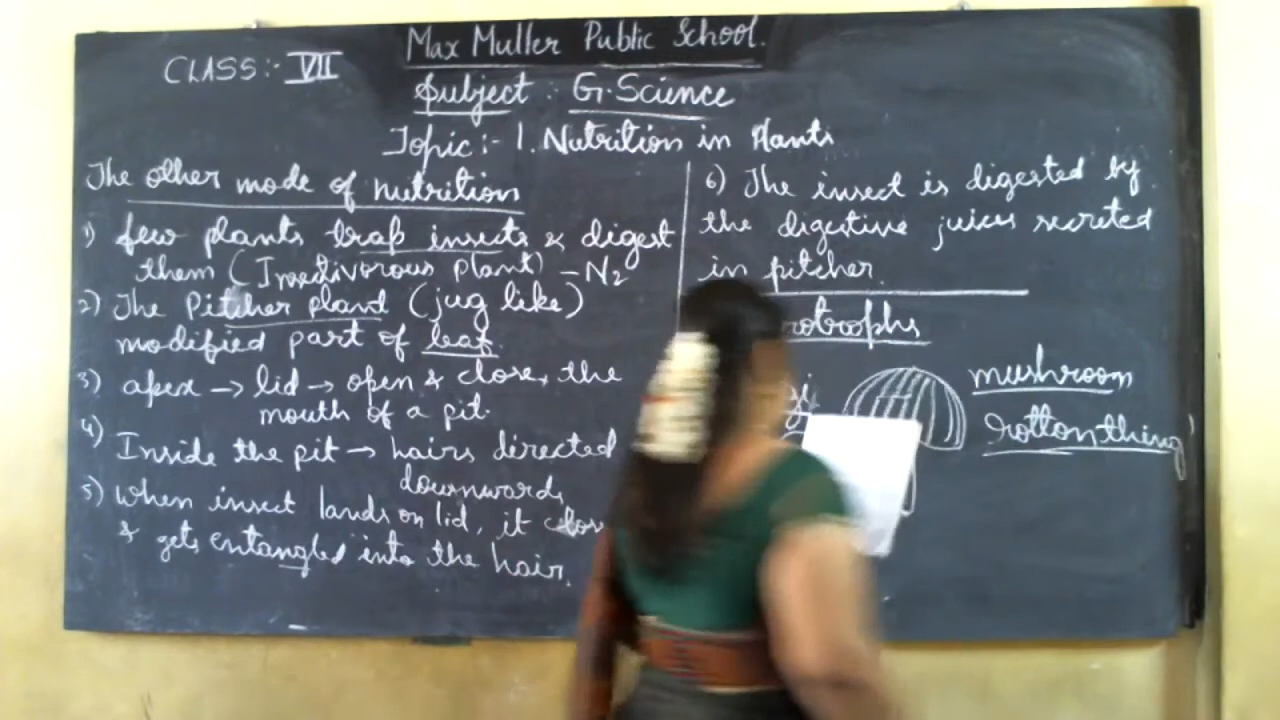 Max Muller Public School.
CLASS:- VII
Subject : G.Science
Topic:- 1. Nutrition in Plants
The other mode of nutrition
1) few plants trap insects & digest
them (Insectivorous plant) - N2
2) The Pitcher plant (jug like)
modified part of leaf.
3) apex → lid → open & close, the
mouth of a pit.
4) Inside the pit → hairs directed
downwards,
5) when insect lands on lid, it
& gets entangled into the hair.
6) The insect is digested by
the digestive juices secreted
in pitcher.
rotrophs
mushroom
rotton thing